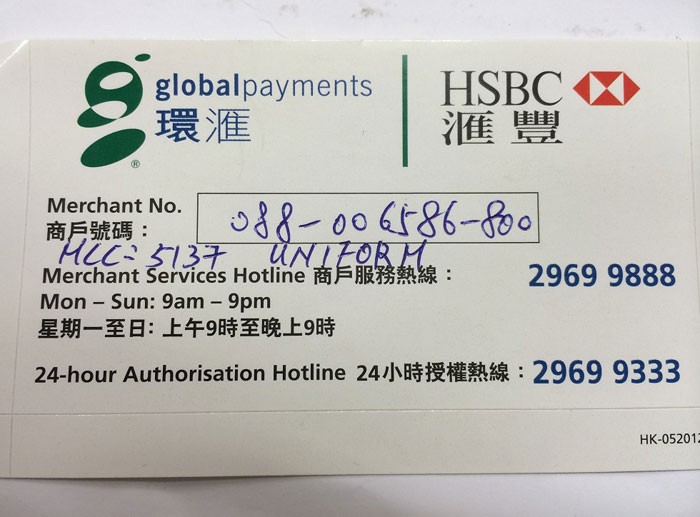 globalpayments
環滙
®
HSBC
滙豐
Merchant No.
商戶號碼：
088-006586-800
MCC: 5137 UNIFORM
Merchant Services Hotline 商戶服務熱線： 2969 9888
Mon – Sun: 9am – 9pm
星期一至日: 上午9時至晚上9時
24-hour Authorisation Hotline 24小時授權熱線：2969 9333
HK-052012